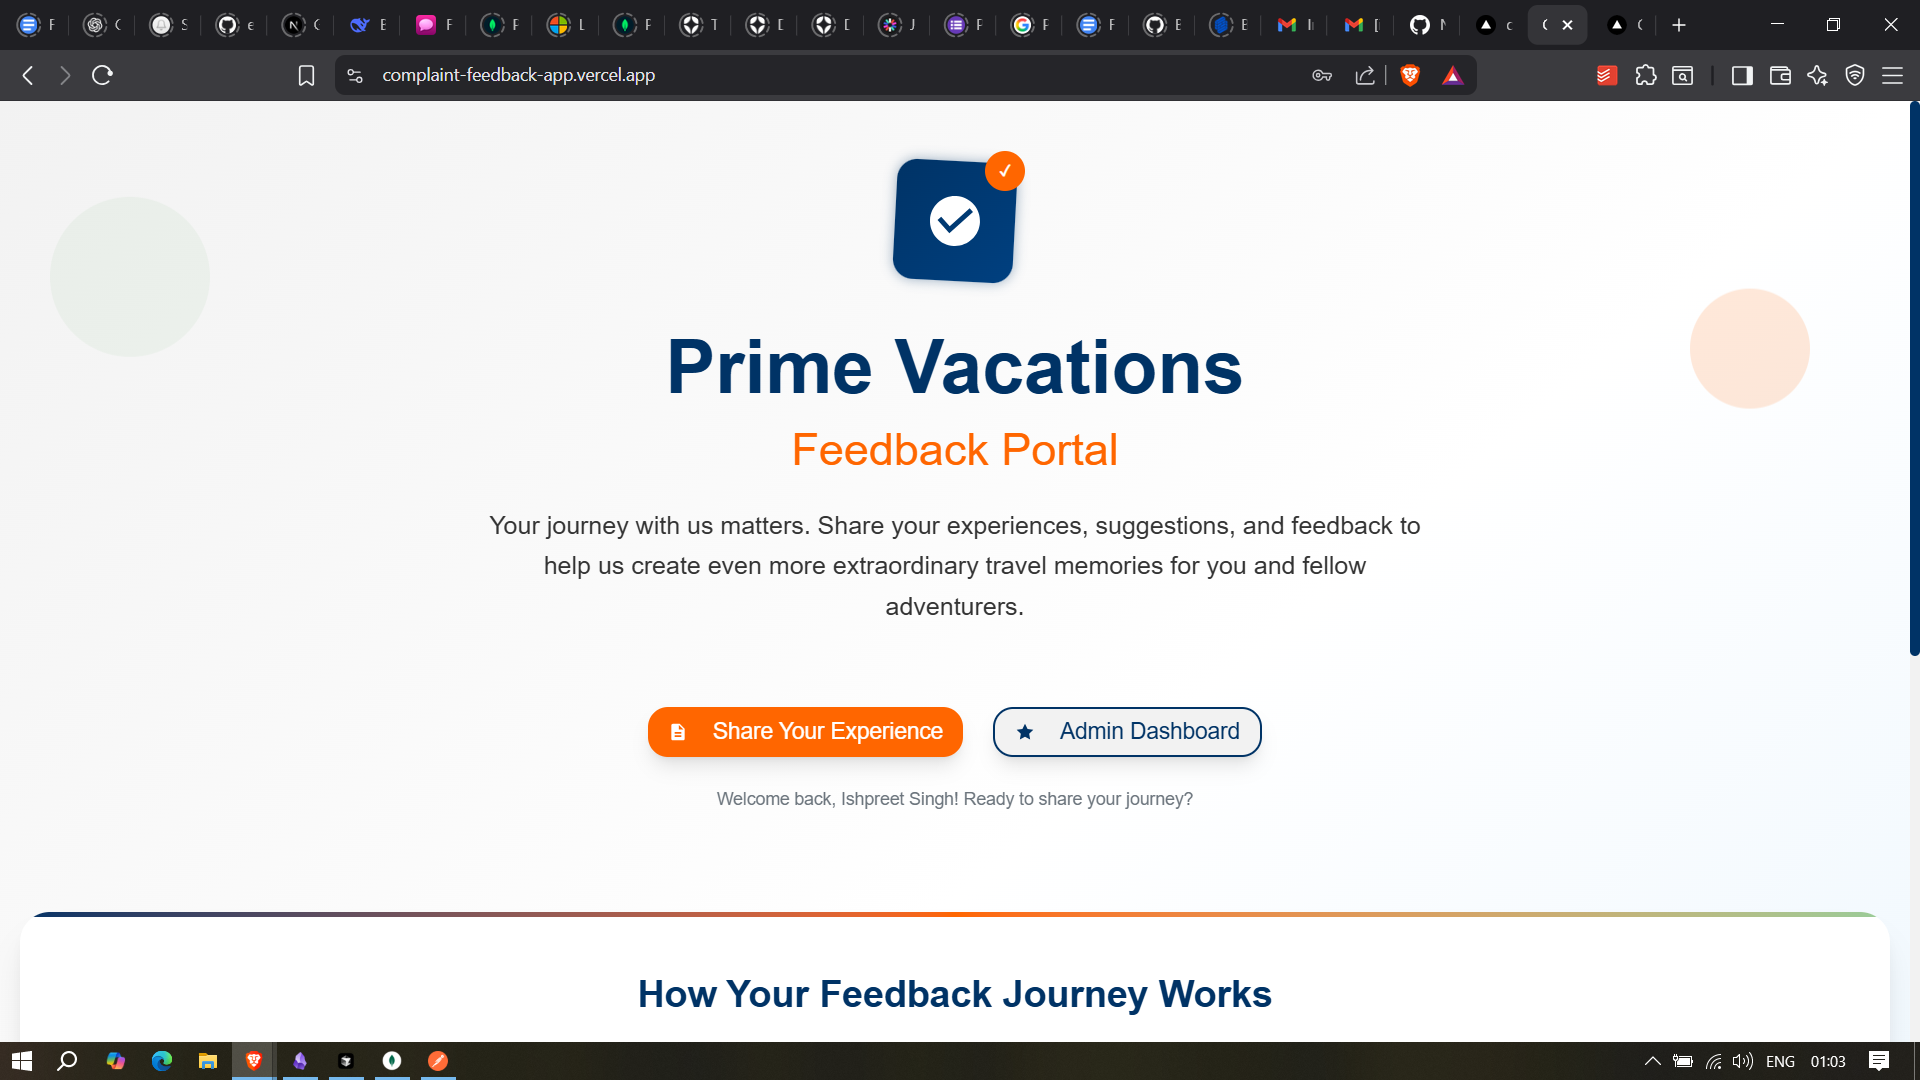 complaint-feedback-app.vercel.app
Prime Vacations
Feedback Portal
Your journey with us matters. Share your experiences, suggestions, and feedback to
help us create even more extraordinary travel memories for you and fellow
adventurers.
Share Your Experience
Admin Dashboard
Welcome back, Ishpreet Singh! Ready to share your journey?
How Your Feedback Journey Works
ENG
01:03